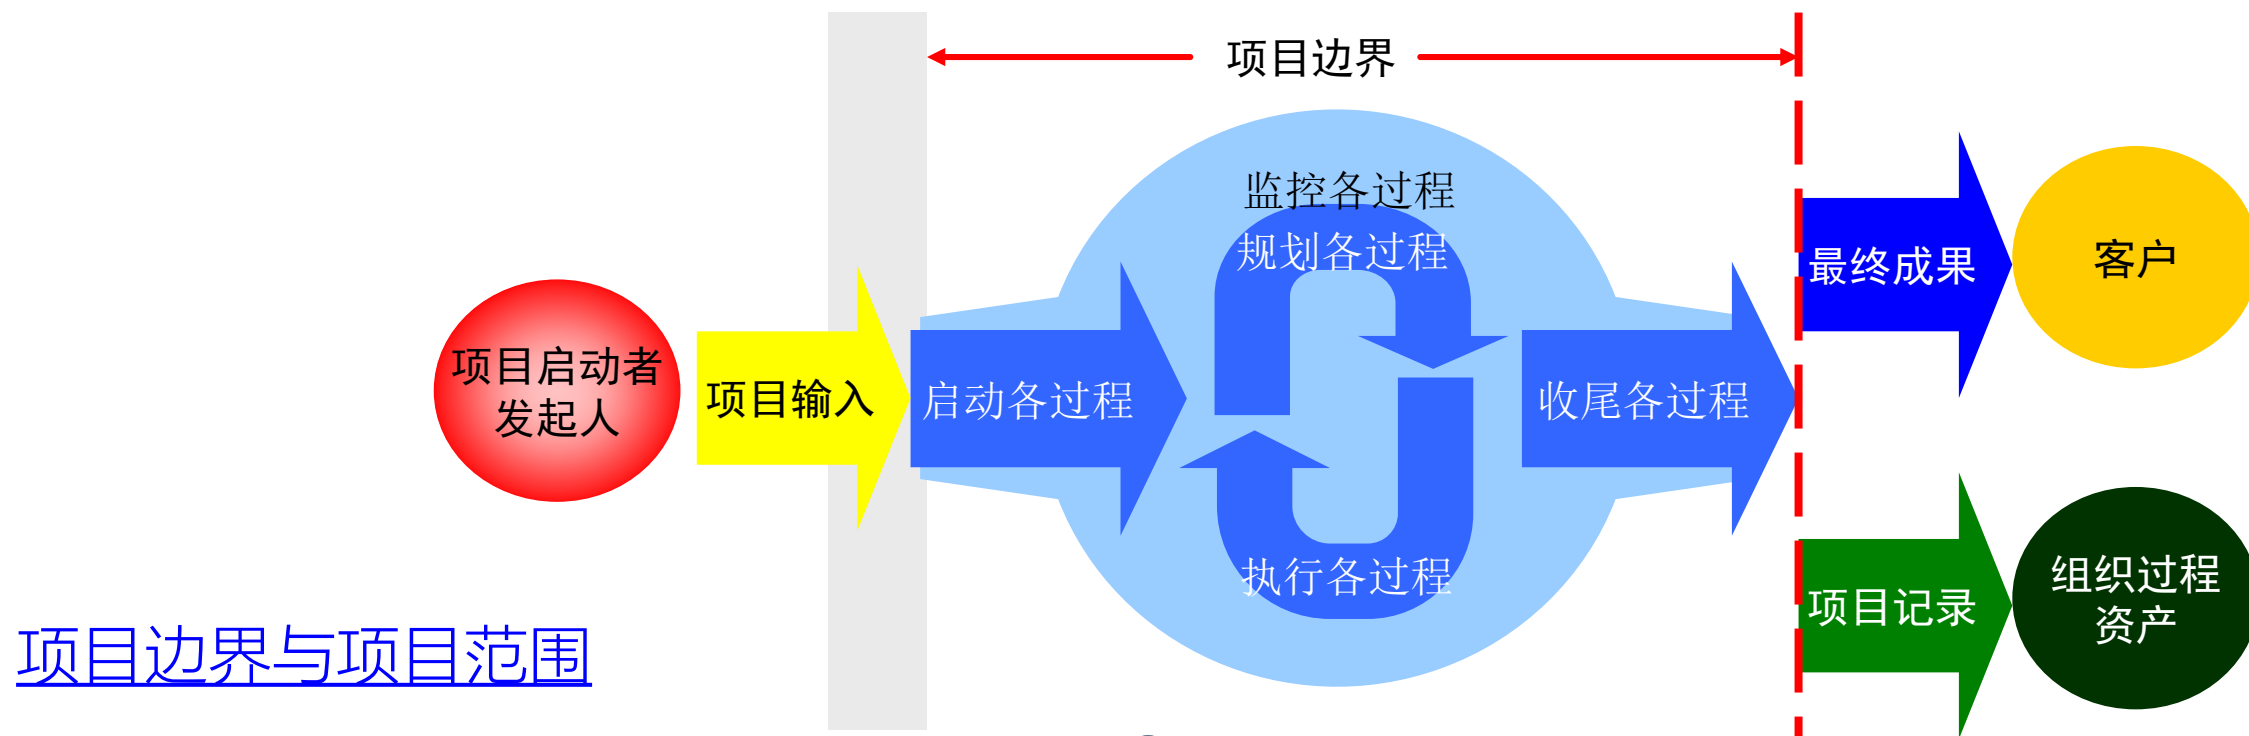 项目边界
监控各过程
规划各过程
最终成果
客户
项目启动者
发起人
项目输入
启动各过程
收尾各过程
执行各过程
项目记录
组织过程
资产
项目边界与项目范围